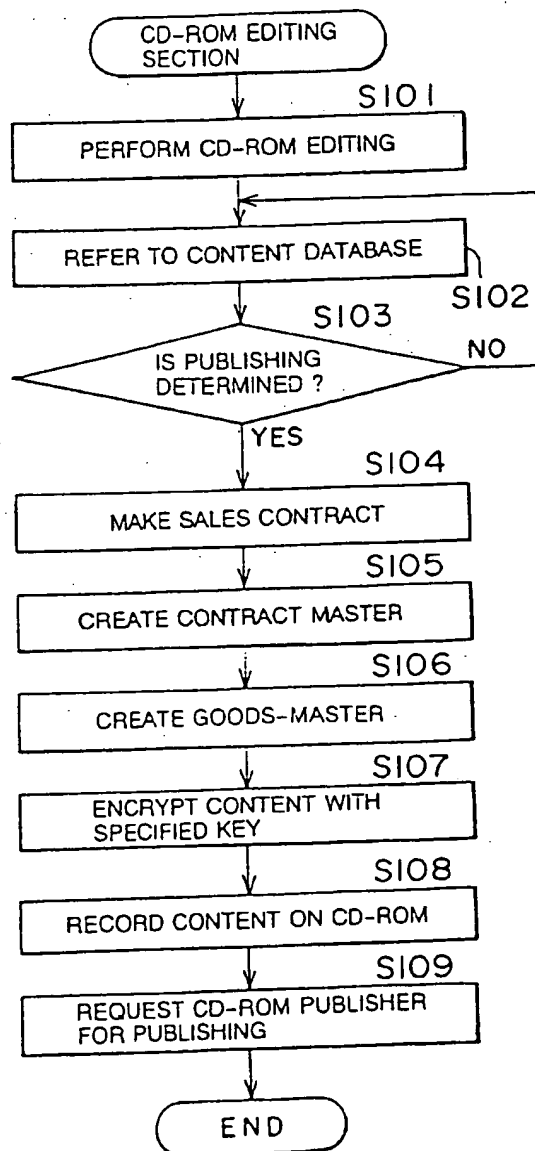 CD-ROM EDITING
SECTION
S101
PERFORM CD-ROM EDITING
REFER TO CONTENT DATABASE
S102
S103
IS PUBLISHING
DETERMINED ?
NO
YES
S104
MAKE SALES CONTRACT
S105
CREATE CONTRACT MASTER
S106
CREATE GOODS-MASTER
S107
ENCRYPT CONTENT WITH
SPECIFIED KEY
S108
RECORD CONTENT ON CD-ROM
S109
REQUEST CD-ROM PUBLISHER
FOR PUBLISHING
END